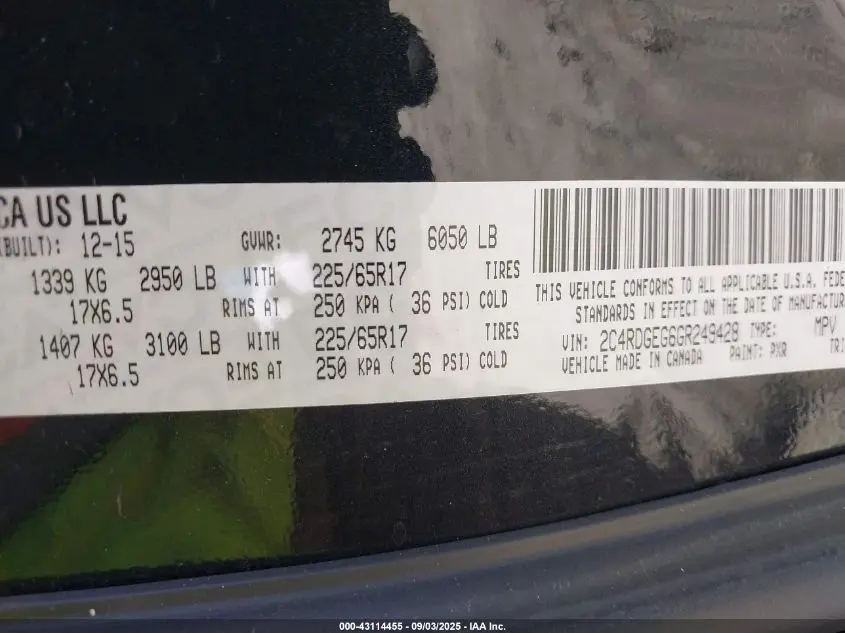 CA US LLC
(BUILT): 12-15 GVWR: 2745 KG 6050 LB
1339 KG 2950 LB WITH 225/65R17 TIRES
17X6.5 RIMS AT 250 KPA ( 36 PSI) COLD
1407 KG 3100 LB WITH 225/65R17 TIRES
17X6.5 RIMS AT 250 KPA ( 36 PSI) COLD
THIS VEHICLE CONFORMS TO ALL APPLICABLE U.S.A. FEDE
STANDARDS IN EFFECT ON THE DATE OF MANUFACTUR
VIN: 2C4RDGEG6GR249428 TYPE: MPV
VEHICLE MADE IN CANADA PAINT: PXR TRI
000-43114455 - 09/03/2025 - IAA Inc.